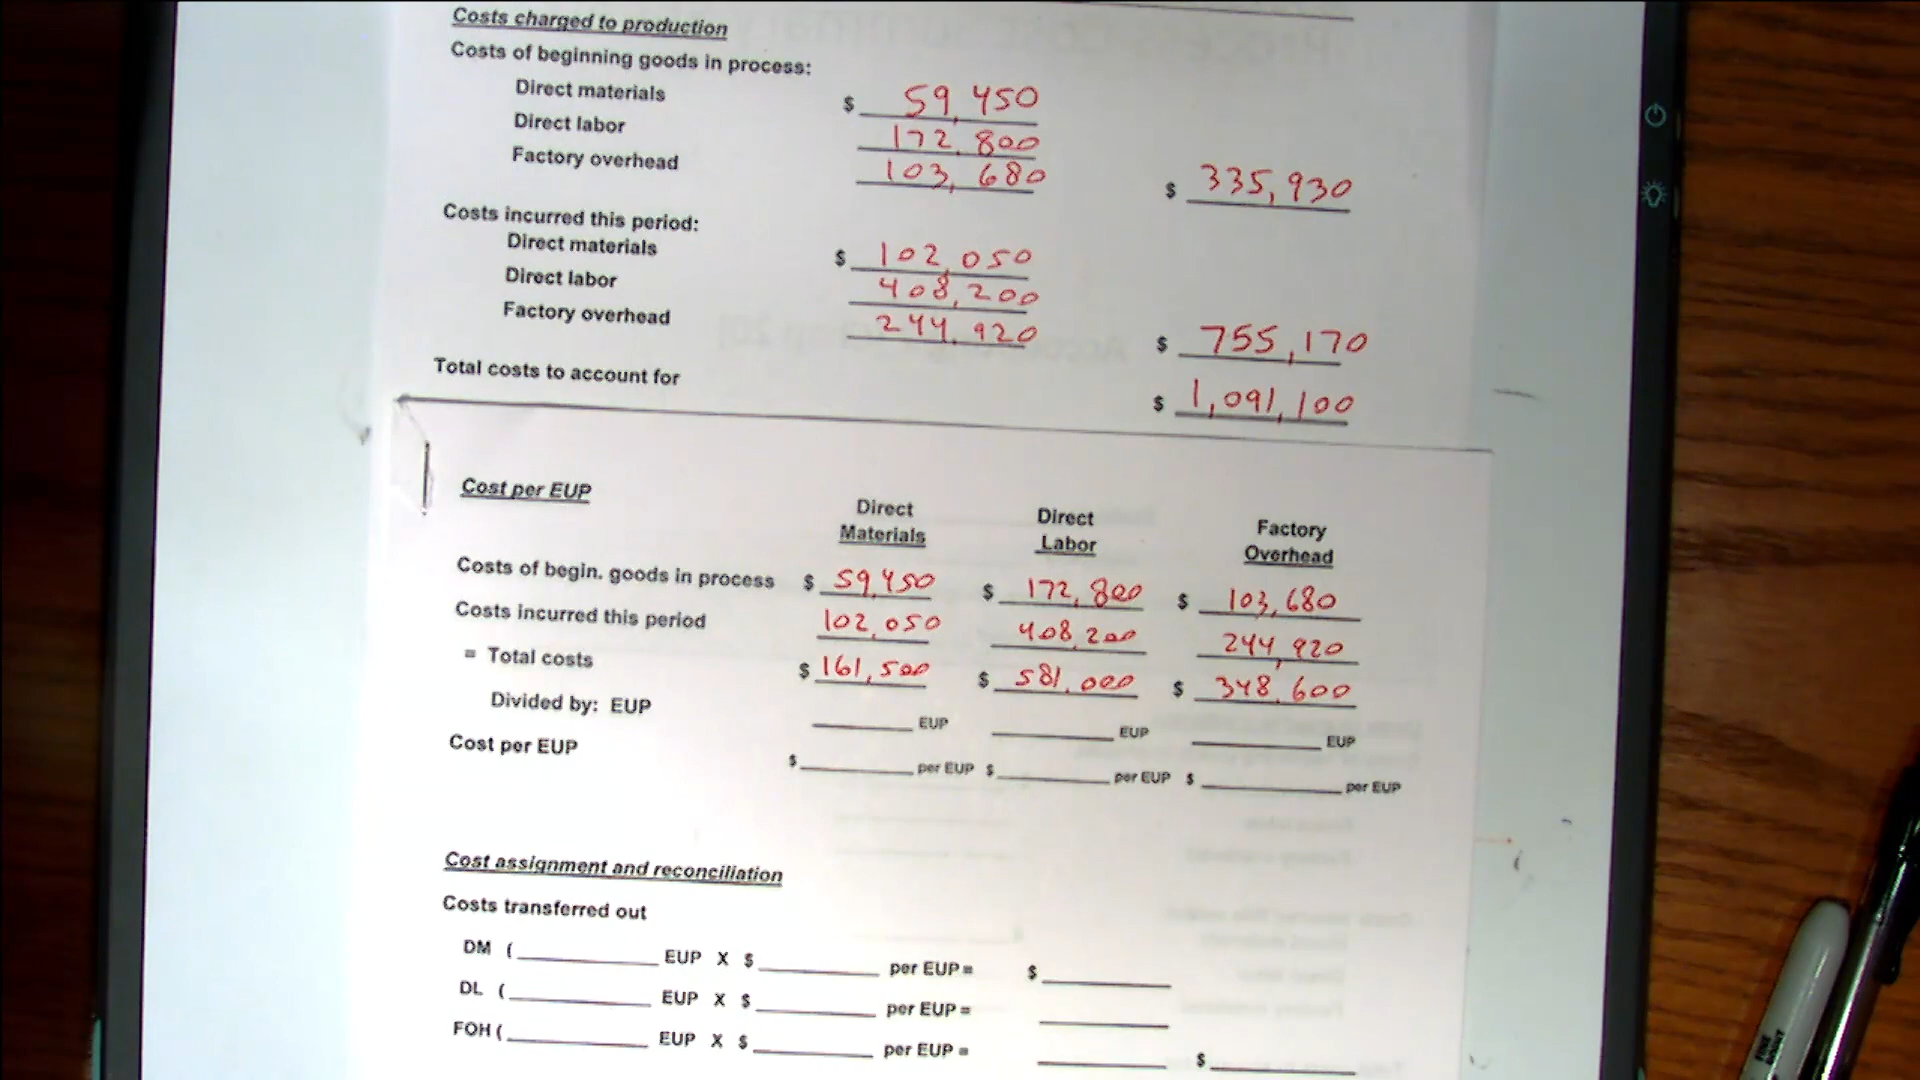 Costs charged to production
Costs of beginning goods in process:
Direct materials $ 59,450
Direct labor 172,800
Factory overhead 103,680 $ 335,930
Costs incurred this period:
Direct materials $ 102,050
Direct labor 408,200
Factory overhead 244,920 $ 755,170
Total costs to account for $ 1,091,100
Cost per EUP
Direct Materials Direct Labor Factory Overhead
Costs of begin. goods in process $ 59,450 $ 172,800 $ 103,680
Costs incurred this period 102,050 408,200 244,920
= Total costs $ 161,500 $ 581,000 $ 348,600
Divided by: EUP EUP EUP EUP
Cost per EUP $ per EUP $ per EUP $ per EUP
Cost assignment and reconciliation
Costs transferred out
DM ( EUP X $ per EUP = $
DL ( EUP X $ per EUP =
FOH ( EUP X $ per EUP = $